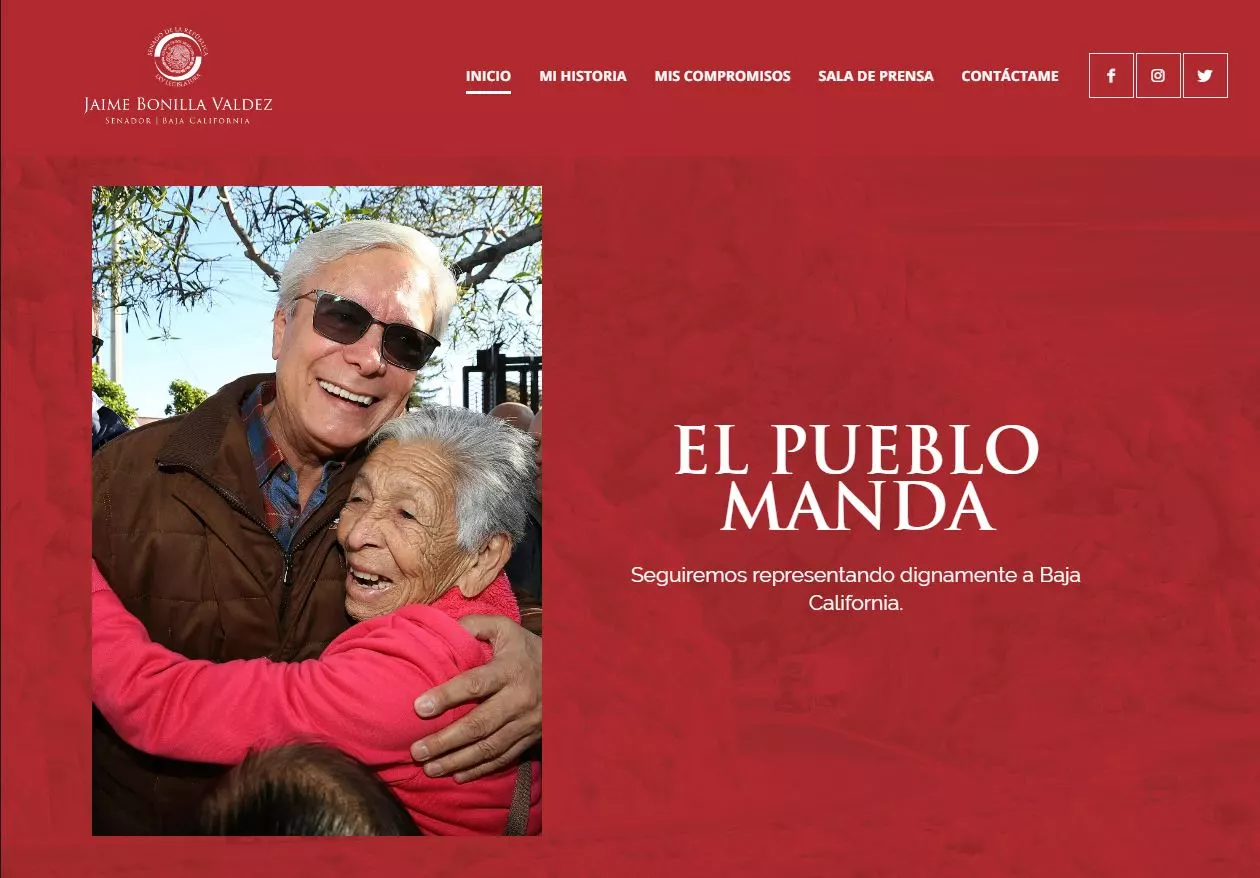 SENADO DE LA REPÚBLICA
LXV LEGISLATURA
JAIME BONILLA VALDEZ
SENADOR | BAJA CALIFORNIA
INICIO MI HISTORIA MIS COMPROMISOS SALA DE PRENSA CONTÁCTAME
EL PUEBLO
MANDA
Seguiremos representando dignamente a Baja
California.